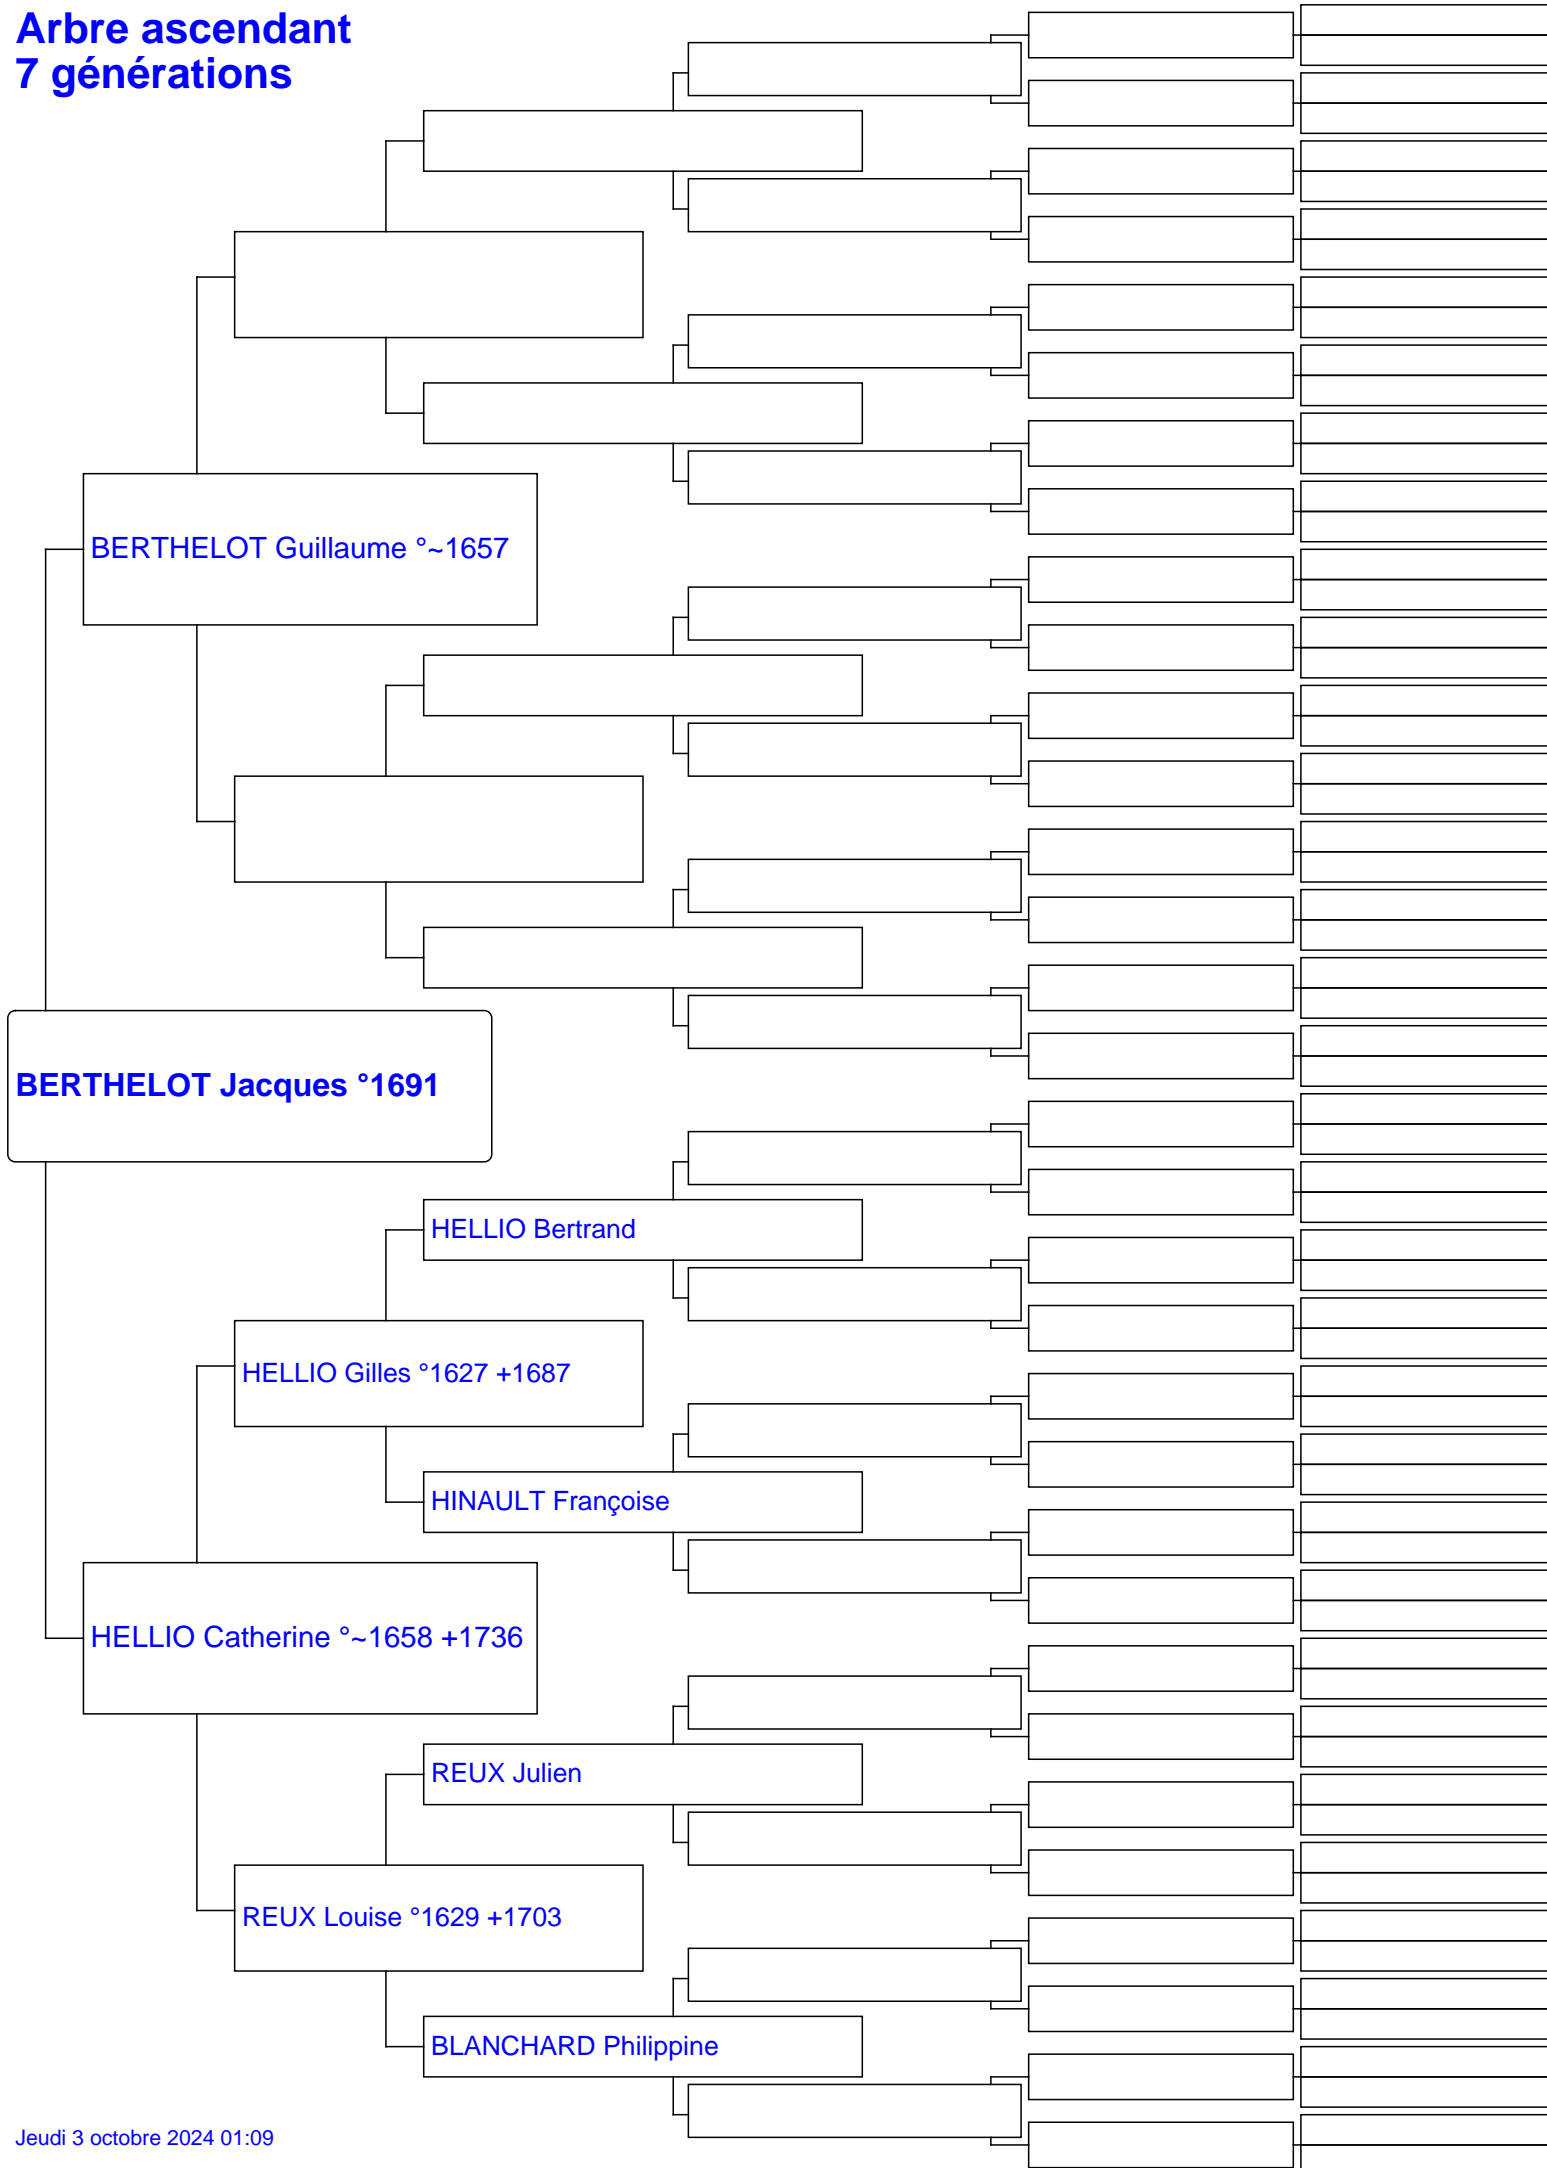 Arbre ascendant
7 générations
BERTHELOT Guillaume °~1657
BERTHELOT Jacques °1691
HELLIO Bertrand
HELLIO Gilles °1627 +1687
HINAULT Françoise
HELLIO Catherine °~1658 +1736
REUX Julien
REUX Louise °1629 +1703
BLANCHARD Philippine
Jeudi 3 octobre 2024 01:09